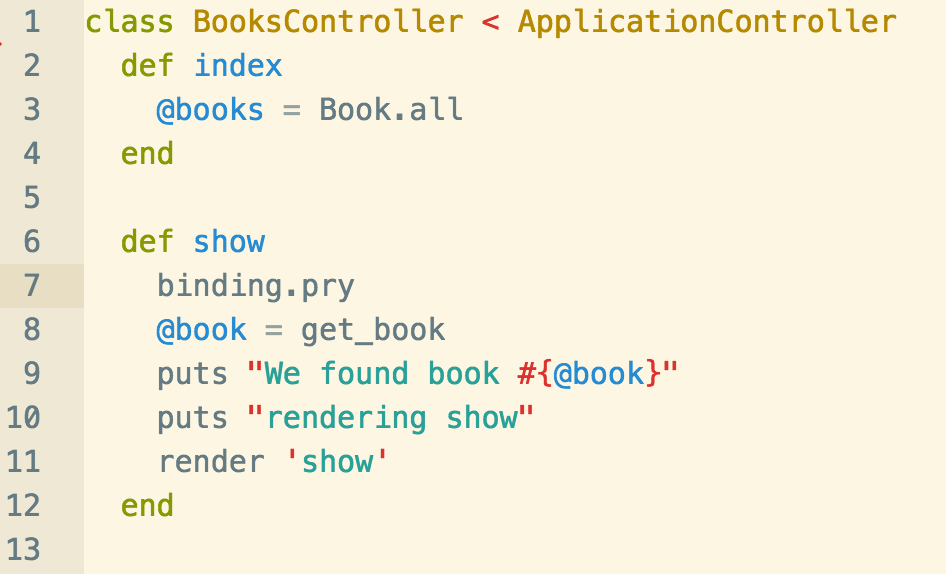 1 class BooksController < ApplicationController
2   def index
3     @books = Book.all
4   end
5
6   def show
7     binding.pry
8     @book = get_book
9     puts "We found book #{@book}"
10     puts "rendering show"
11     render 'show'
12   end
13